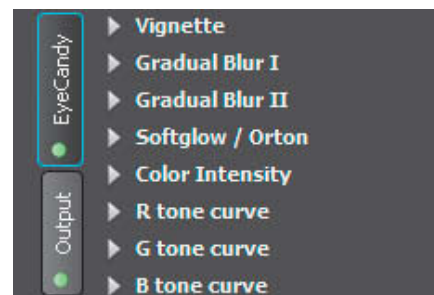 EyeCandy
Output
Vignette
Gradual Blur I
Gradual Blur II
Softglow / Orton
Color Intensity
R tone curve
G tone curve
B tone curve